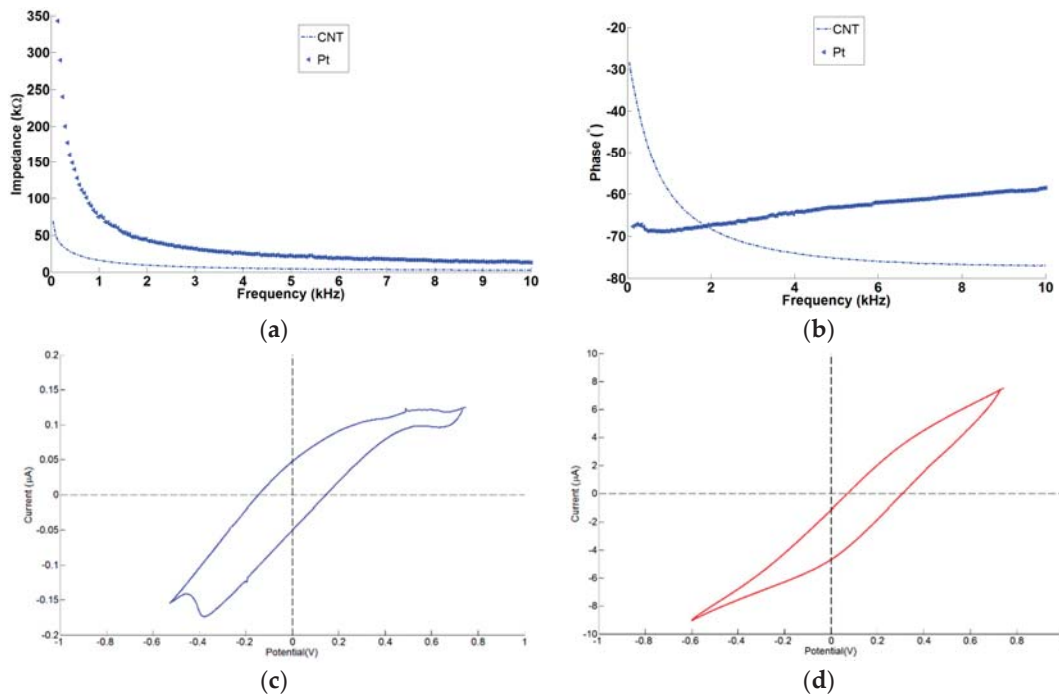 350
300
250
200
150
100
50
0
Impedance (kΩ)
CNT
Pt
0 1 2 3 4 5 6 7 8 9 10
Frequency (kHz)
(a)
-20
-30
-40
-50
-60
-70
-80
Phase (°)
CNT
Pt
0 2 4 6 8 10
Frequency (kHz)
(b)
0.2
0.15
0.1
0.05
0
-0.05
-0.1
-0.15
-0.2
Current (μA)
-1 -0.8 -0.6 -0.4 -0.2 0 0.2 0.4 0.6 0.8 1
Potential(V)
(c)
10
8
6
4
2
0
-2
-4
-6
-8
-10
Current (μA)
-1 -0.8 -0.6 -0.4 -0.2 0 0.2 0.4 0.6 0.8
Potential(V)
(d)